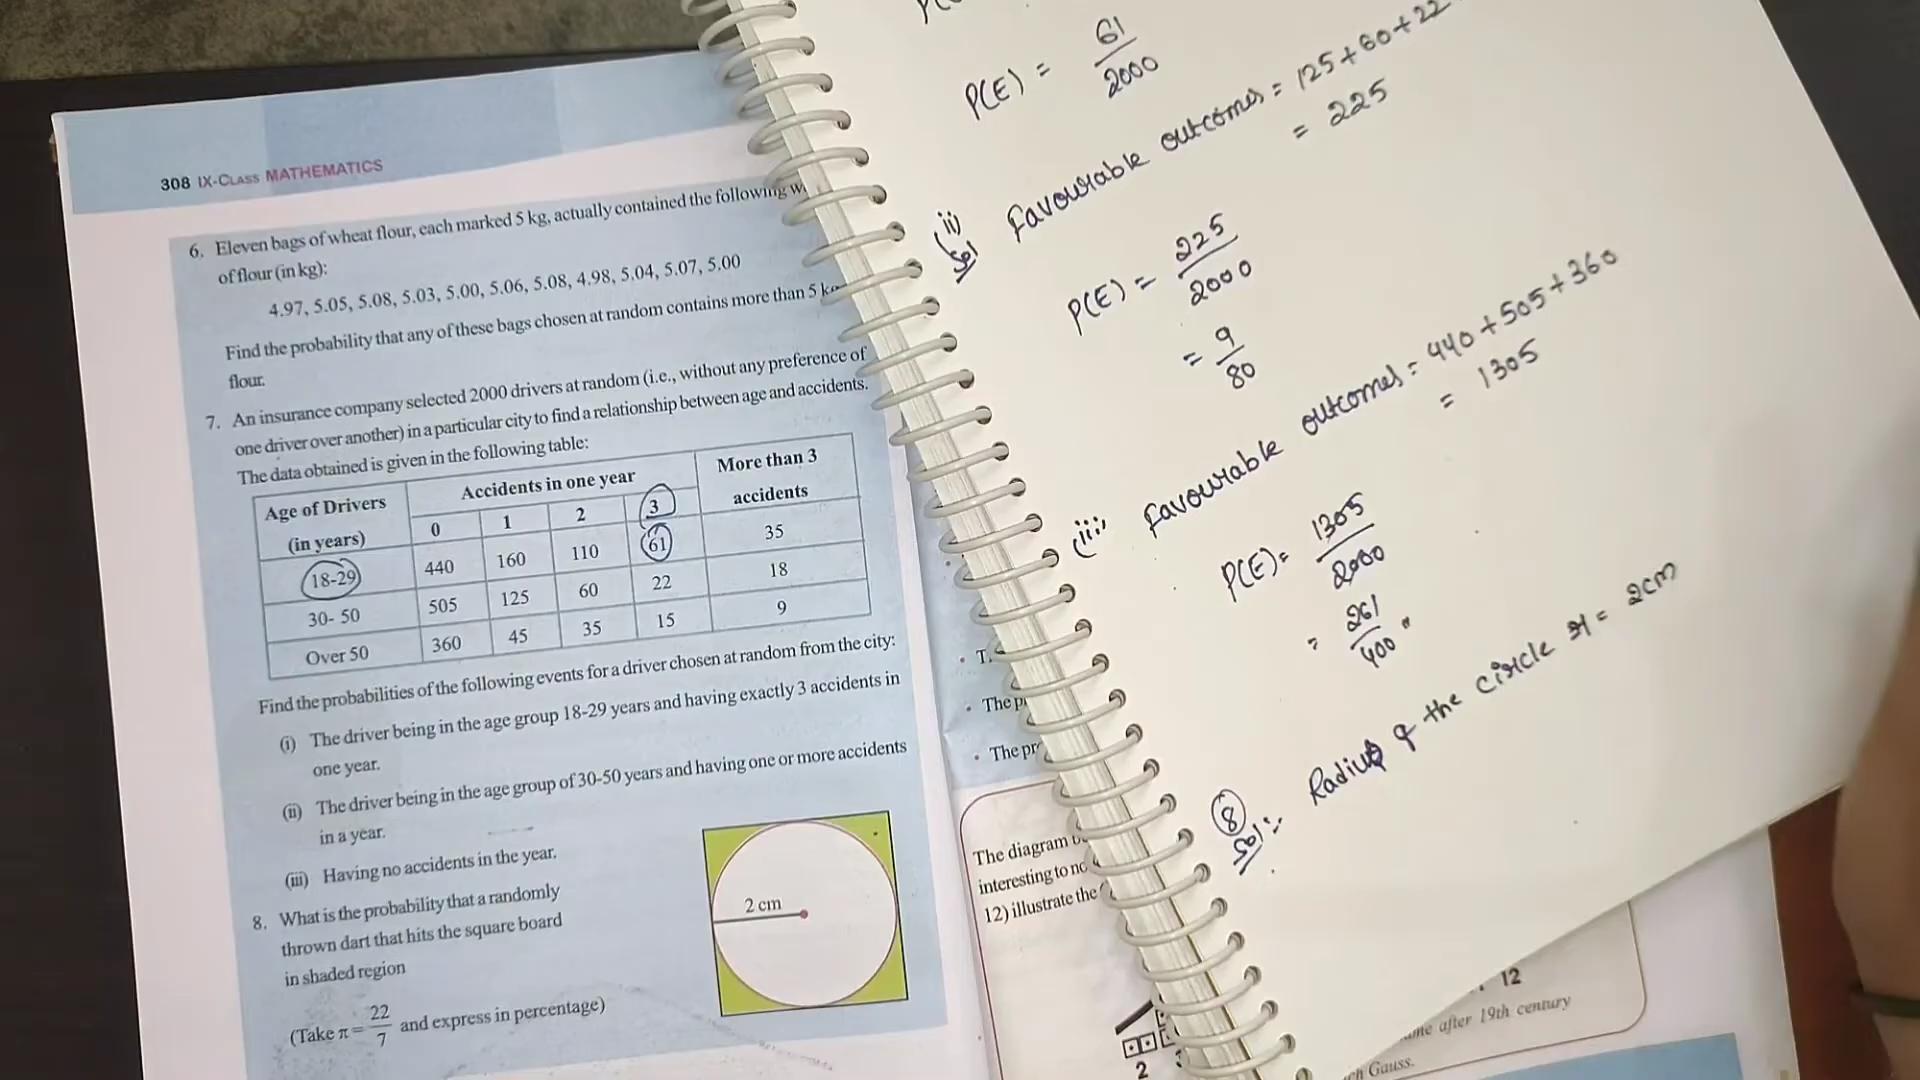 308 IX-CLASS MATHEMATICS
6. Eleven bags of wheat flour, each marked 5 kg, actually contained the following
of flour (in kg):
4.97, 5.05, 5.08, 5.03, 5.00, 5.06, 5.08, 4.98, 5.04, 5.07, 5.00
Find the probability that any of these bags chosen at random contains more than 5
flour.
7. An insurance company selected 2000 drivers at random (i.e., without any preference of
one driver over another) in a particular city to find a relationship between age and accidents.
The data obtained is given in the following table:
Age of Drivers Accidents in one year More than 3
(in years) 0 1 2 3 accidents
18-29 440 160 110 61 35
30- 50 505 125 60 22 18
Over 50 360 45 35 15 9
Find the probabilities of the following events for a driver chosen at random from the city:
(i) The driver being in the age group 18-29 years and having exactly 3 accidents in
one year.
(ii) The driver being in the age group of 30-50 years and having one or more accidents
in a year.
(iii) Having no accidents in the year.
8. What is the probability that a randomly
thrown dart that hits the square board
in shaded region
(Take π = 22/7 and express in percentage)
2 cm
P(E) = 61/2000
(ii) Favourable outcomes = 125+60+22
Sol = 225
P(E) = 225/2000
= 9/80
(iii) Favourable outcomes = 440+505+360
= 1305
P(E) = 1305/2000
= 261/400
(8) Radius of the circle r = 2cm
Sol:-
• The
• The
The diagram
interesting to
12) illustrate the
12
after 19th century
Gauss.
2